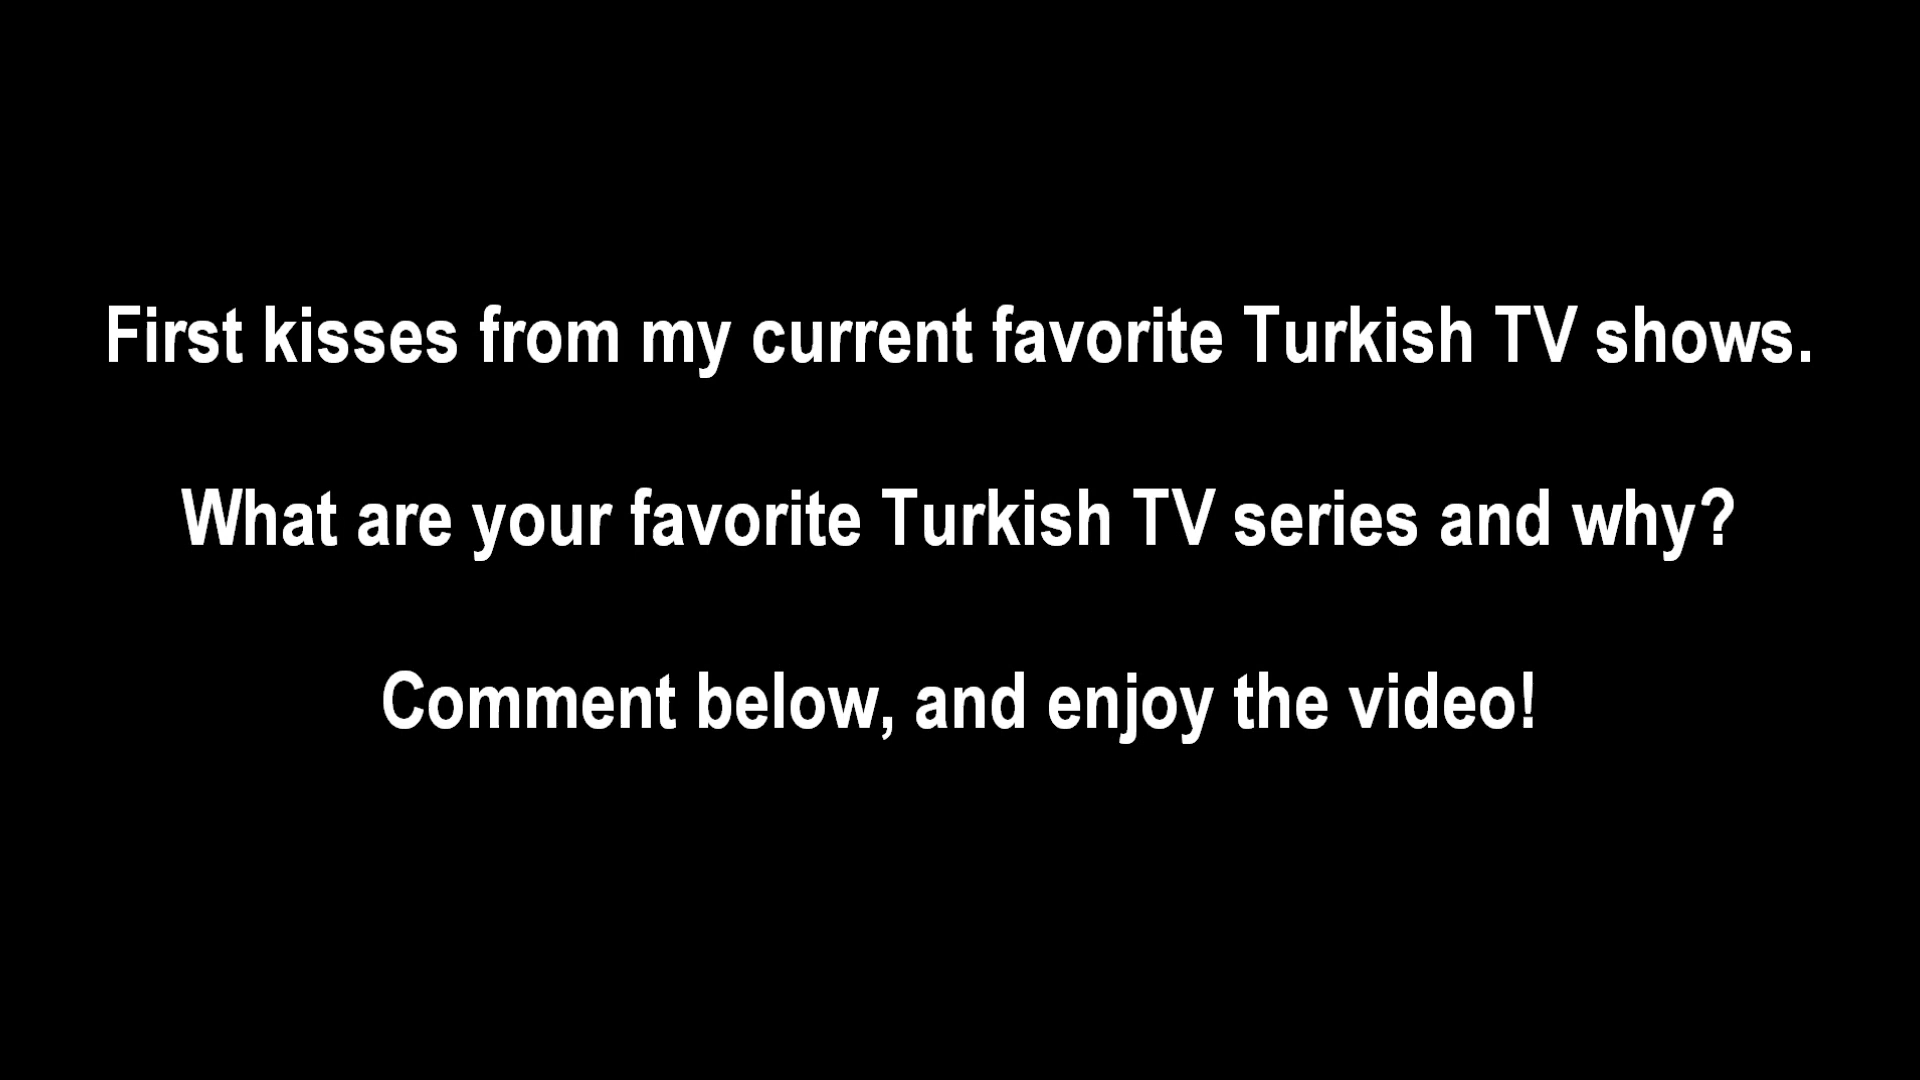 First kisses from my current favorite Turkish TV shows.
What are your favorite Turkish TV series and why?
Comment below, and enjoy the video!